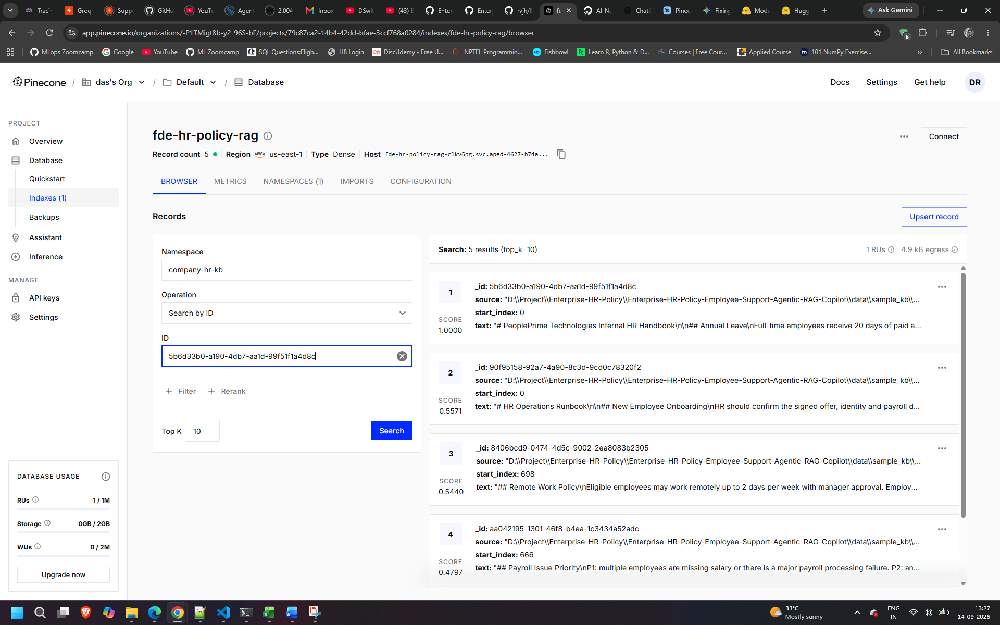 Tracin
Groq
Suppo
GitHu
YouTu
Agent
2,004
Inbox
DSwit
(43) E
Enter
Enter
rvjh/E
fc
AI-Na
ChatG
Pinec
Fixing
Mode
Hugg
Ask Gemini
app.pinecone.io/organizations/-P1TMigt8b-y2_96S-bF/projects/79c87ca2-14b4-42dd-bfae-3ccf768a0284/indexes/fde-hr-policy-rag/browser
6
MLops Zoomcamp
Google
YouTube
ML Zoomcamp
SQL Questions:Fligh...
H8 Login
DiscUdemy - Free U...
NPTEL Programmin...
Fishbowl
Learn R, Python & D...
Courses | Free Cour...
Applied Course
101 NumPy Exercise...
All Bookmarks
Pinecone / das's Org / Default / Database
Docs
Settings
Get help
DR
PROJECT
Overview
Database
Quickstart
Indexes (1)
Backups
Assistant
Inference
MANAGE
API keys
Settings
DATABASE USAGE
RUs 1 / 1M
Storage 0GB / 2GB
WUs 0 / 2M
Upgrade now
fde-hr-policy-rag
Connect
Record count 5 Region aws us-east-1 Type Dense Host fde-hr-policy-rag-c1kv6pg.svc.aped-4627-b74a...
BROWSER
METRICS
NAMESPACES (1)
IMPORTS
CONFIGURATION
Records
Upsert record
Namespace
company-hr-kb
Operation
Search by ID
ID
5b6d33b0-a190-4db7-aa1d-99f51f1a4d8c
+ Filter + Rerank
Top K 10
Search
Search: 5 results (top_k=10)
1 RUs 4.9 kB egress
1
SCORE
1.0000
_id: 5b6d33b0-a190-4db7-aa1d-99f51f1a4d8c
source: "D:\\Project\\Enterprise-HR-Policy\\Enterprise-HR-Policy-Employee-Support-Agentic-RAG-Copilot\\data\\sample_kb\\...
start_index: 0
text: "# PeoplePrime Technologies Internal HR Handbook\n\n## Annual Leave\nFull-time employees receive 20 days of paid a...
2
SCORE
0.5571
_id: 90f95158-92a7-4a90-8c3d-9cd0c78320f2
source: "D:\\Project\\Enterprise-HR-Policy\\Enterprise-HR-Policy-Employee-Support-Agentic-RAG-Copilot\\data\\sample_kb\\...
start_index: 0
text: "# HR Operations Runbook\n\n## New Employee Onboarding\nHR should confirm the signed offer, identity and payroll d...
3
SCORE
0.5440
_id: 8406bcd9-0474-4d5c-9002-2ea8083b2305
source: "D:\\Project\\Enterprise-HR-Policy\\Enterprise-HR-Policy-Employee-Support-Agentic-RAG-Copilot\\data\\sample_kb\\...
start_index: 698
text: "## Remote Work Policy\nEligible employees may work remotely up to 2 days per week with manager approval. Employ...
4
SCORE
0.4797
_id: aa042195-1301-46f8-b4ea-1c3434a52adc
source: "D:\\Project\\Enterprise-HR-Policy\\Enterprise-HR-Policy-Employee-Support-Agentic-RAG-Copilot\\data\\sample_kb\\...
start_index: 666
text: "## Payroll Issue Priority\nP1: multiple employees are missing salary or there is a major payroll processing failure. P2: an...
33°C
Mostly sunny
ENG
IN
13:27
14-09-2026